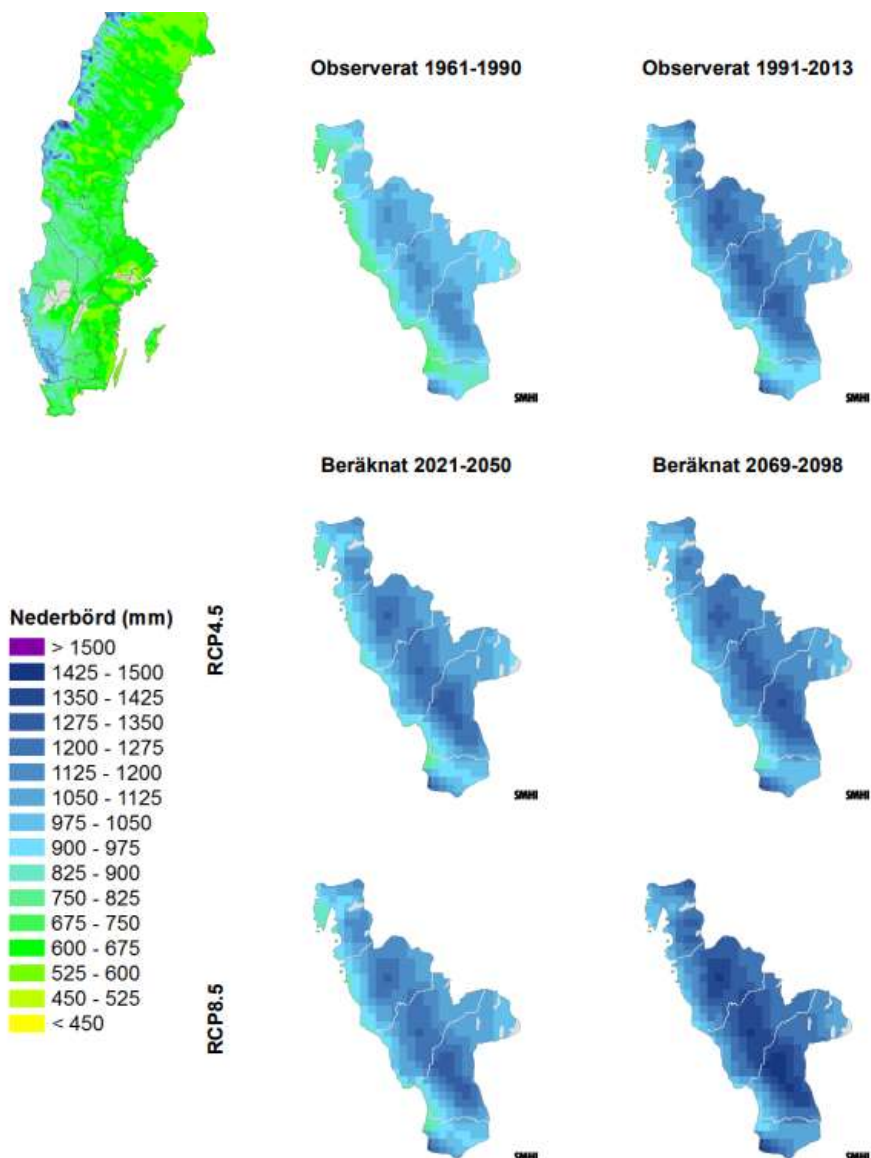 Observerat 1961-1990
Observerat 1991-2013
SMHI
SMHI
Beräknat 2021-2050
Beräknat 2069-2098
Nederbörd (mm)
> 1500
1425 - 1500
1350 - 1425
1275 - 1350
1200 - 1275
1125 - 1200
1050 - 1125
975 - 1050
900 - 975
825 - 900
750 - 825
675 - 750
600 - 675
525 - 600
450 - 525
< 450
RCP4.5
SMHI
SMHI
RCP8.5
SMHI
SMHI